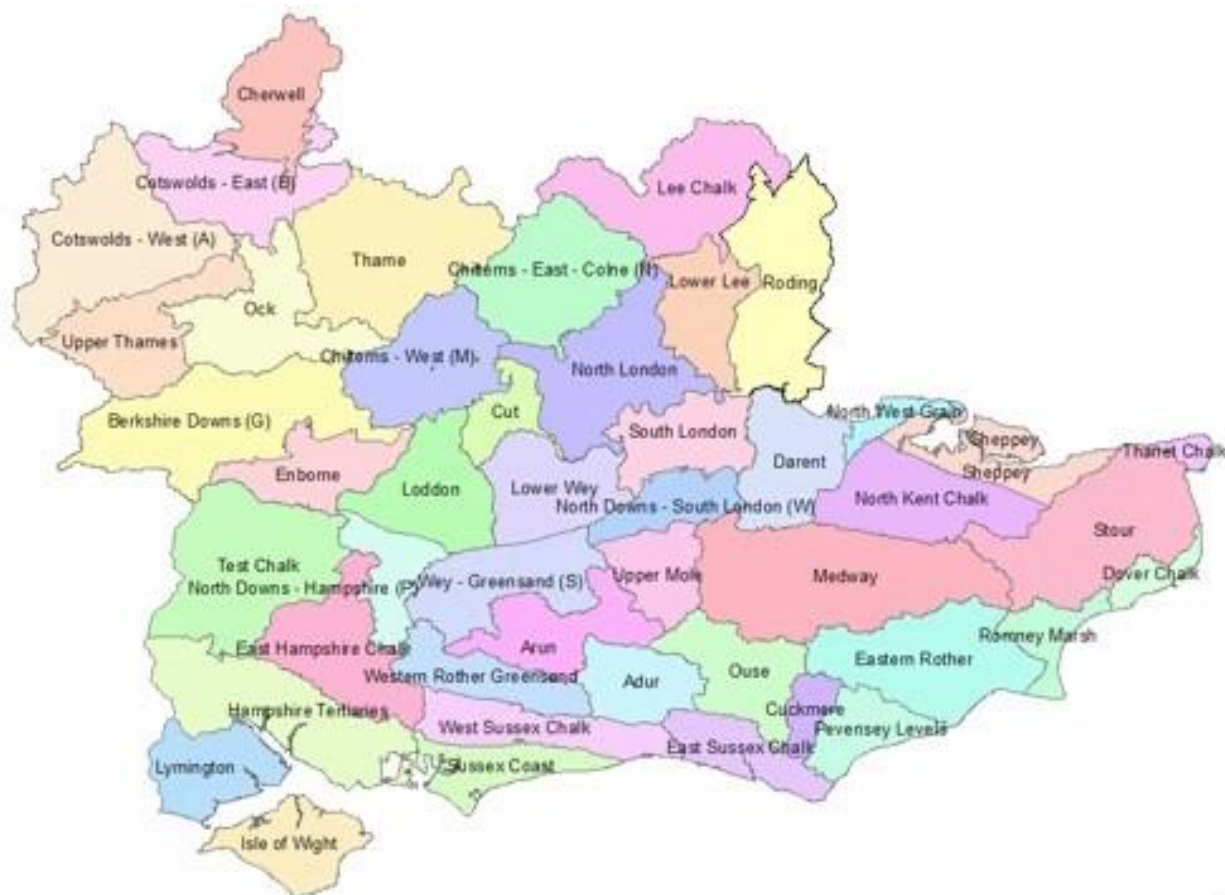 Cherwell
Cotswolds - East (B)
Lee Chalk
Cotswolds - West (A)
Thame
Chilterns - East - Colne (N)
Lower Lee
Roding
Ock
Upper Thames
Chilterns - West (M)
North London
Berkshire Downs (G)
Cut
North West Grain
South London
Sheppey
Thanet Chalk
Enborne
Loddon
Lower Wey
Darent
Sheppey
North Kent Chalk
North Downs - South London (W)
Stour
Test Chalk
North Downs - Hampshire (P)
Wey - Greensand (S)
Upper Mole
Medway
Dover Chalk
Romney Marsh
East Hampshire Chalk
Arun
Eastern Rother
Western Rother Greensand
Adur
Ouse
Hampshire Tertiaries
Cuckmere
West Sussex Chalk
Pevensey Levels
East Sussex Chalk
Lymington
Sussex Coast
Isle of Wight